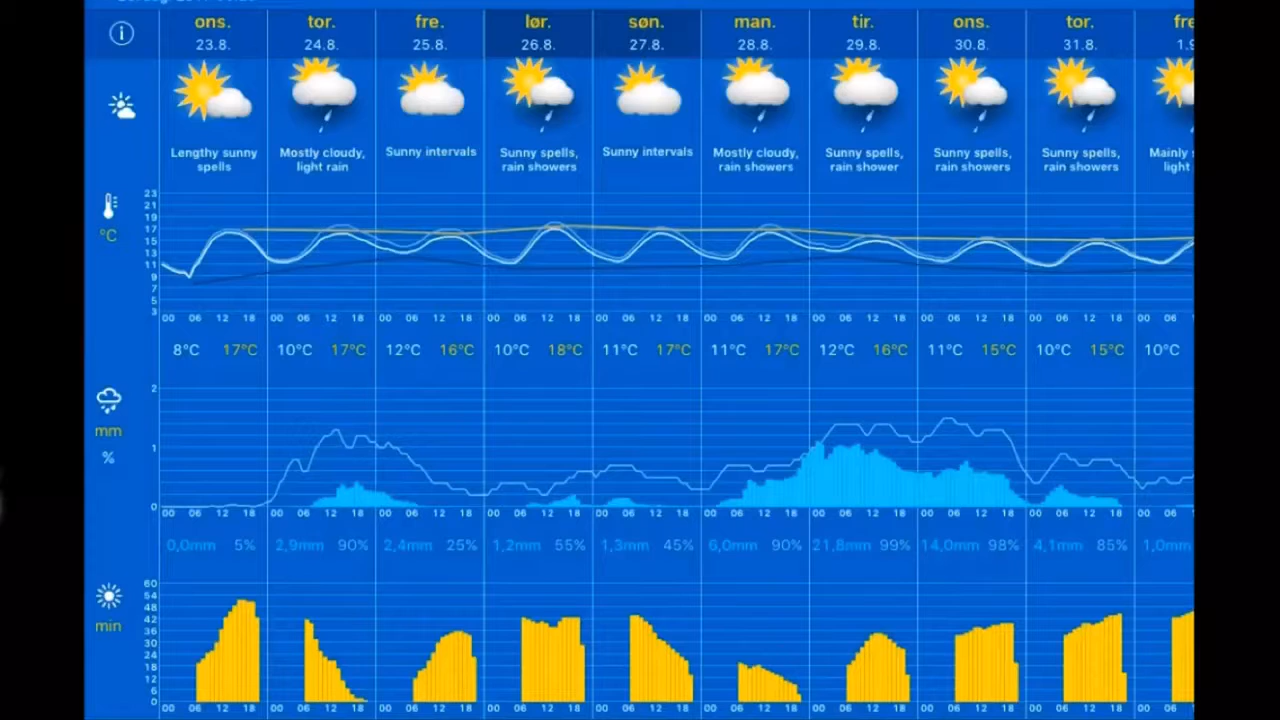 ons. tor. fre. lør. søn. man. tir. ons. tor. fre
23.8. 24.8. 25.8. 26.8. 27.8. 28.8. 29.8. 30.8. 31.8. 1.9
Lengthy sunny Mostly cloudy, Sunny intervals Sunny spells, Sunny intervals Mostly cloudy, Sunny spells, Sunny spells, Sunny spells, Mainly
spells light rain rain showers rain showers rain shower rain showers rain showers light
23
21
19
°C
17
15
13
11
9
7
5
3
00 06 12 18 00 06 12 18 00 06 12 18 00 06 12 18 00 06 12 18 00 06 12 18 00 06 12 18 00 06 12 18 00 06 12 18 00 06 12
8°C 17°C 10°C 17°C 12°C 16°C 10°C 18°C 11°C 17°C 11°C 17°C 12°C 16°C 11°C 15°C 10°C 15°C 10°C
2
mm
1
%
0
00 06 12 18 00 06 12 18 00 06 12 18 00 06 12 18 00 06 12 18 00 06 12 18 00 06 12 18 00 06 12 18 00 06 12 18 00 06 12
0,0mm 5% 2,9mm 90% 2,4mm 25% 1,2mm 55% 1,3mm 45% 6,0mm 90% 21,8mm 99% 14,0mm 98% 4,1mm 85% 1,0mm
60
54
48
42
min
36
30
24
18
12
6
0
00 06 12 18 00 06 12 18 00 06 12 18 00 06 12 18 00 06 12 18 00 06 12 18 00 06 12 18 00 06 12 18 00 06 12 18 00 06 12